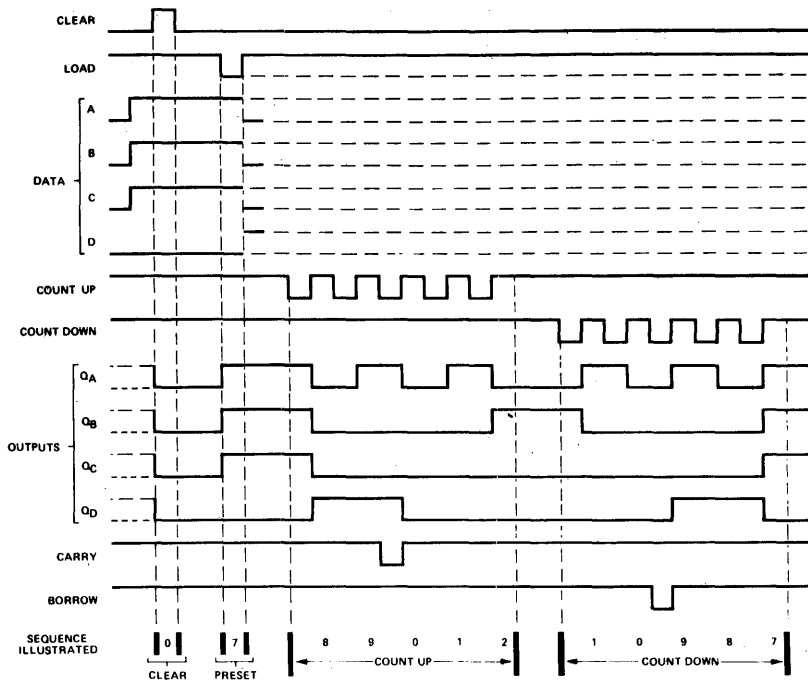 CLEAR
LOAD
A
B
DATA
C
D
COUNT UP
COUNT DOWN
QA
QB
OUTPUTS
QC
QD
CARRY
BORROW
SEQUENCE
ILLUSTRATED
0 7 8 9 0 1 2 1 0 9 8 7
CLEAR PRESET COUNT UP COUNT DOWN